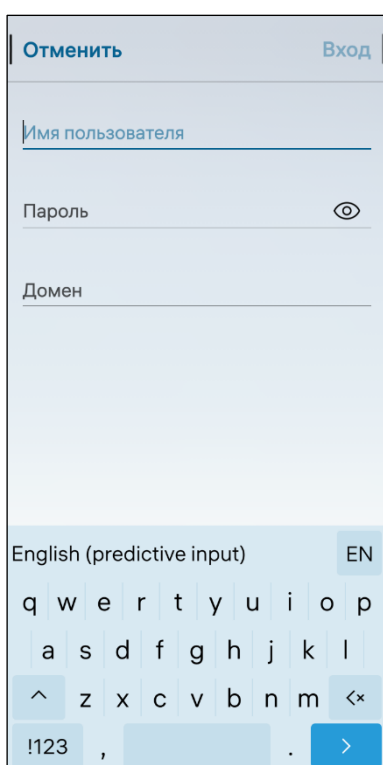 Отменить Вход
Имя пользователя
Пароль
Домен
English (predictive input) EN
q w e r t y u i o p
a s d f g h j k l
^ z x c v b n m
!123 , . >